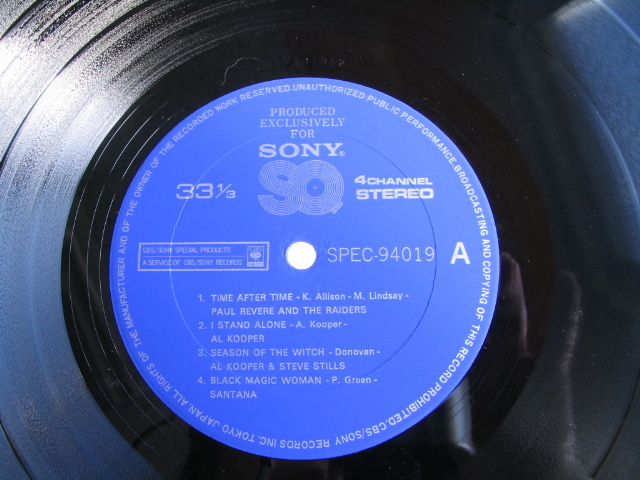 MANUFACTURER AND OF THE OWNER OF THE RECORDED WORK RESERVED.UNAUTHORIZED·PUBLIC PERFORMANCE.BROADCASTING AND COPYING OF THIS RECORD PROHIBITED.CBS/SONY RECORDS INC.TOKYO JAPAN ALL RIGHTS OF THE
PRODUCED
EXCLUSIVELY
FOR
SONY®
SQ
33 1/3
4 CHANNEL
STEREO
CBS/SONY SPECIAL PRODUCTS
A SERVICE OF CBS/SONY RECORDS
SPEC-94019 A
1. TIME AFTER TIME - K. Allison - M. Lindsay -
PAUL REVERE AND THE RAIDERS
2. I STAND ALONE - A. Kooper -
AL KOOPER
3. SEASON OF THE WITCH - Donovan -
AL KOOPER & STEVE STILLS
4. BLACK MAGIC WOMAN - P. Green -
SANTANA